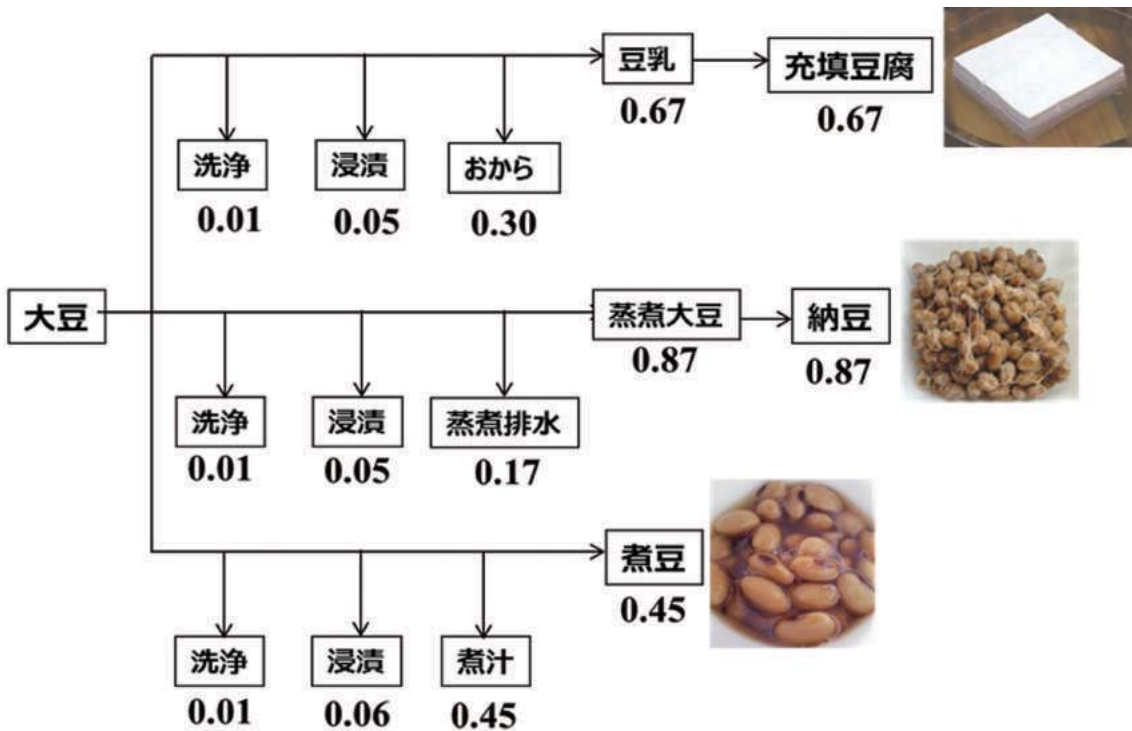 豆乳
0.67
充填豆腐
0.67
洗浄
0.01
浸漬
0.05
おから
0.30
大豆
蒸煮大豆
0.87
納豆
0.87
洗浄
0.01
浸漬
0.05
蒸煮排水
0.17
煮豆
0.45
洗浄
0.01
浸漬
0.06
煮汁
0.45